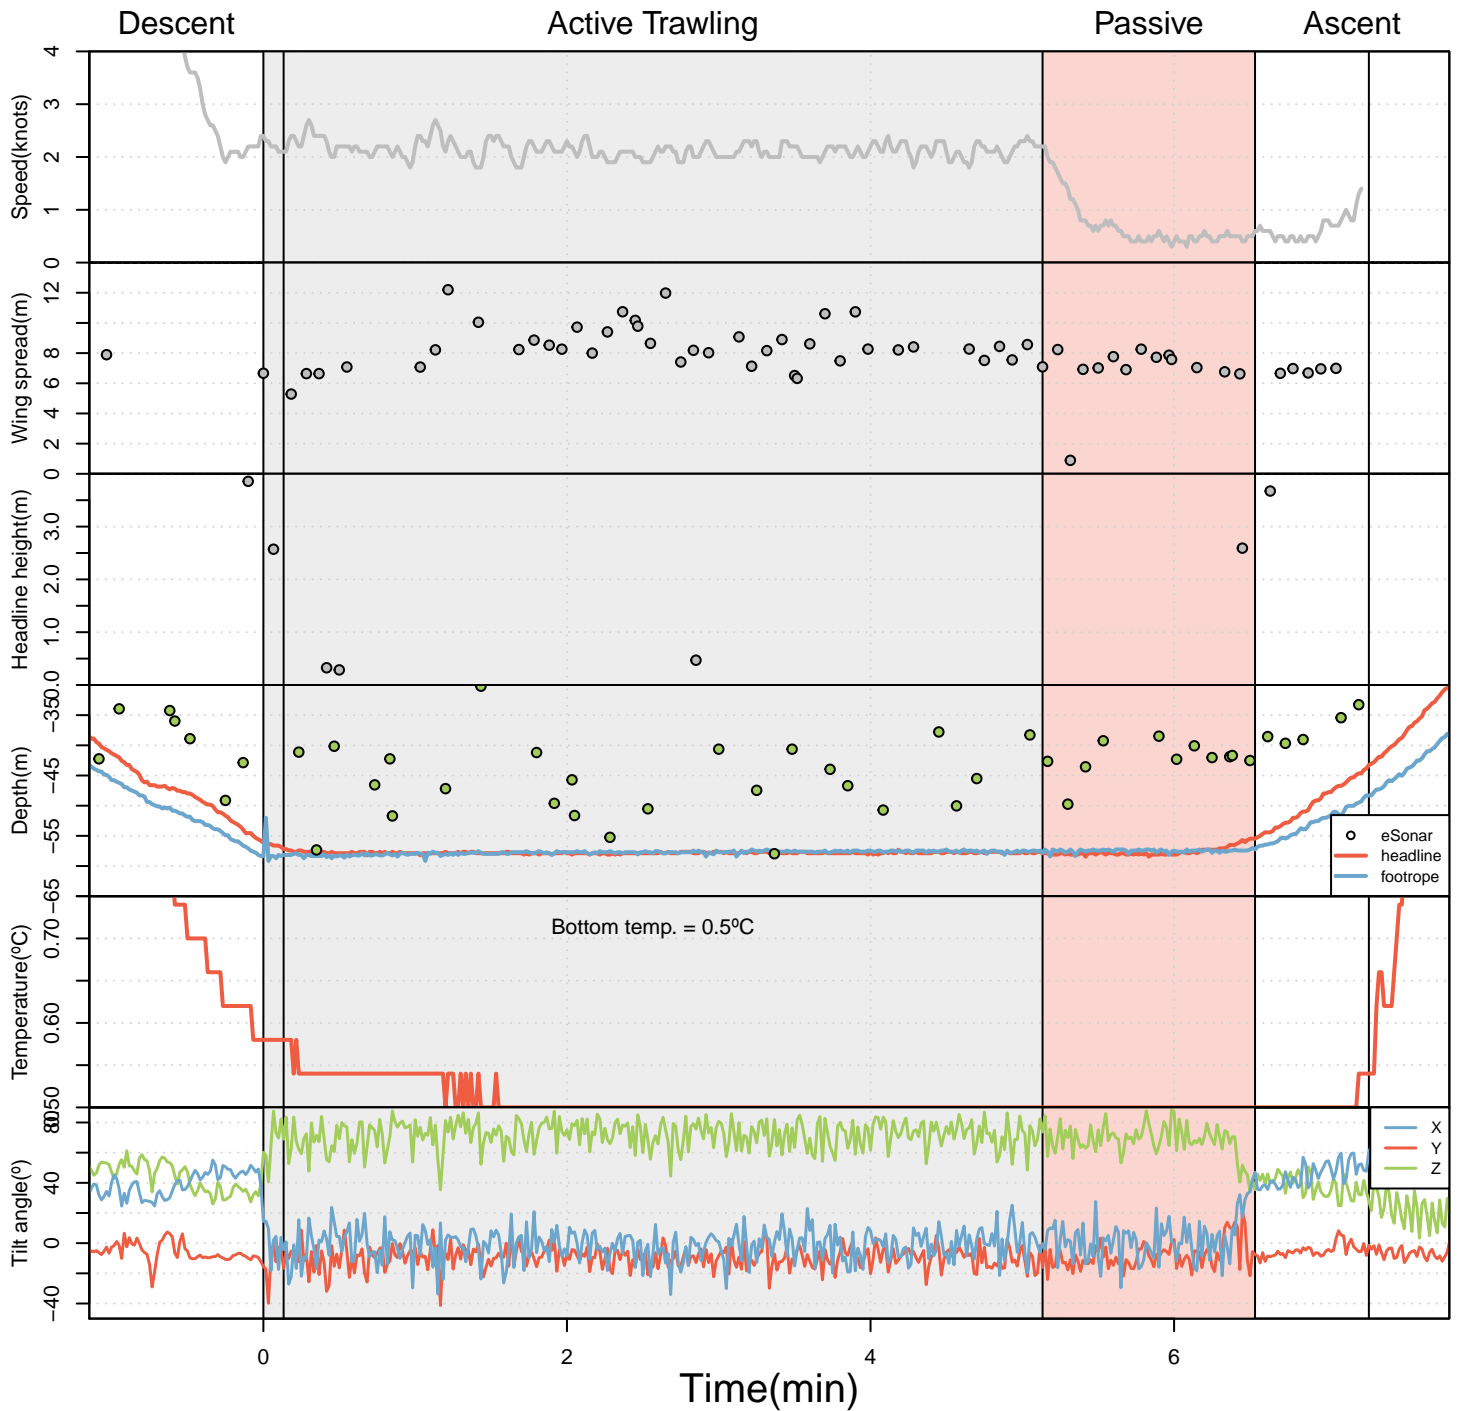 Descent Active Trawling Passive Ascent
Speed(knots)
4
3
2
1
0
Wing spread(m)
12
8
6
4
2
0
Headline height(m)
3.0
2.0
1.0
0.0
Depth(m)
−35
−45
−55
−65
eSonar
headline
footrope
Temperature(ºC)
0.70
0.60
0.50
Bottom temp. = 0.5ºC
Tilt angle(º)
80
40
0
−40
X
Y
Z
0 2 4 6
Time(min)